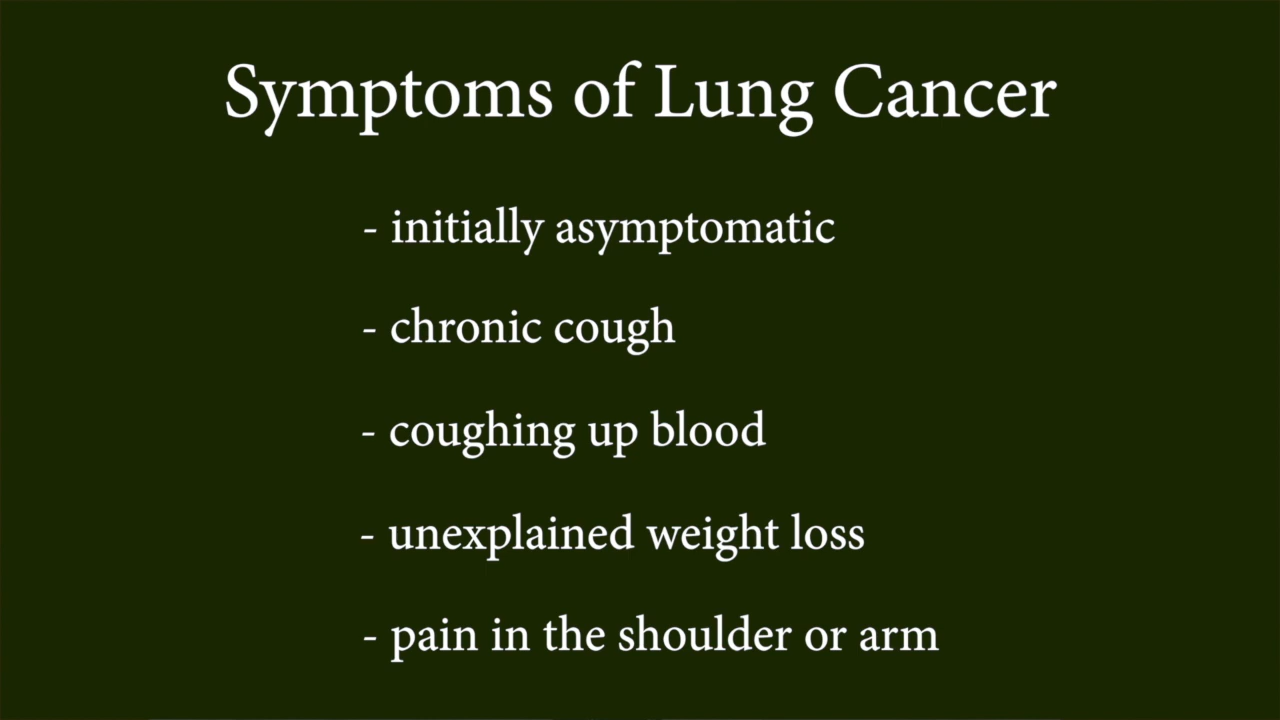 Symptoms of Lung Cancer
- initially asymptomatic
- chronic cough
- coughing up blood
- unexplained weight loss
- pain in the shoulder or arm